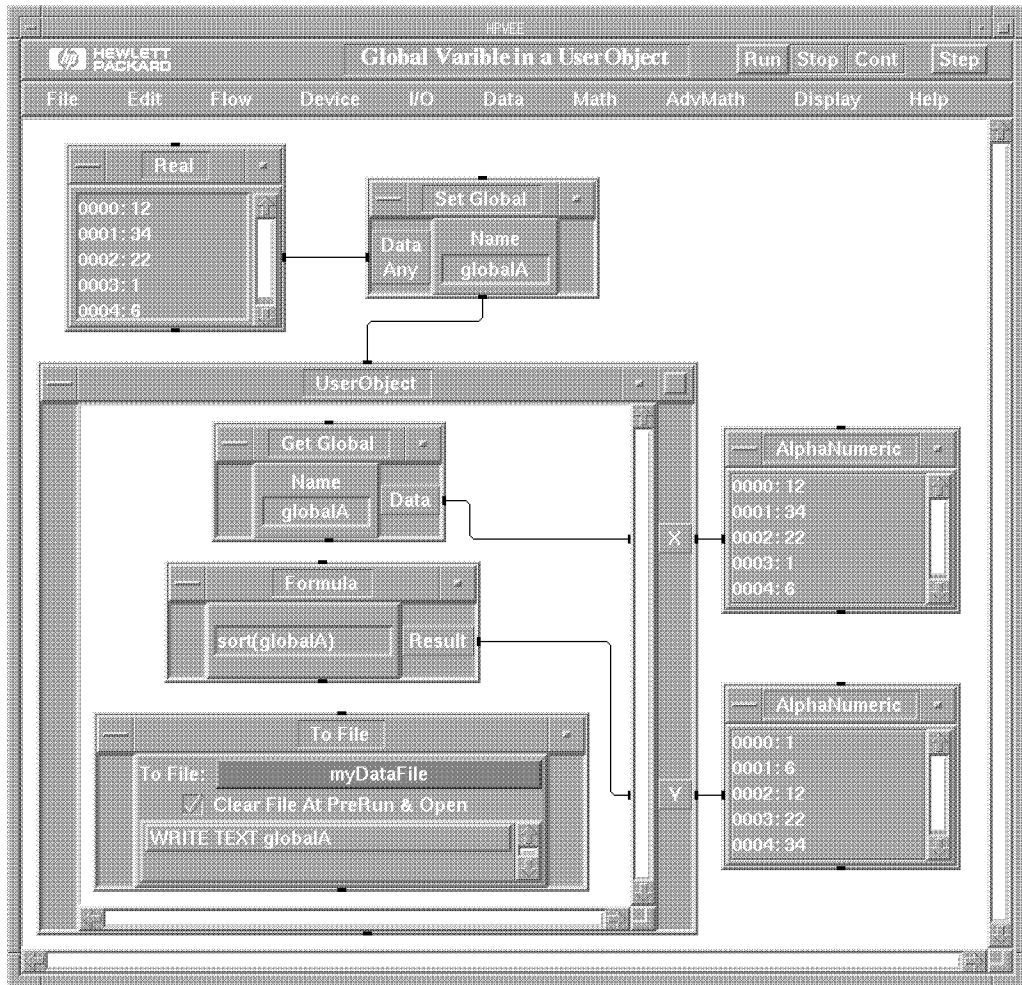 HPVEE
hp HEWLETT PACKARD
Global Varible in a UserObject
Run Stop Cont Step
File Edit Flow Device I/O Data Math AdvMath Display Help
Real
0000: 12
0001: 34
0002: 22
0003: 1
0004: 6
Set Global
Data Any
Name
globalA
UserObject
Get Global
Name
globalA
Data
Formula
sort(globalA)
Result
To File
To File: myDataFile
Clear File At PreRun & Open
WRITE TEXT globalA
X
Y
AlphaNumeric
0000: 12
0001: 34
0002: 22
0003: 1
0004: 6
AlphaNumeric
0000: 1
0001: 6
0002: 12
0003: 22
0004: 34